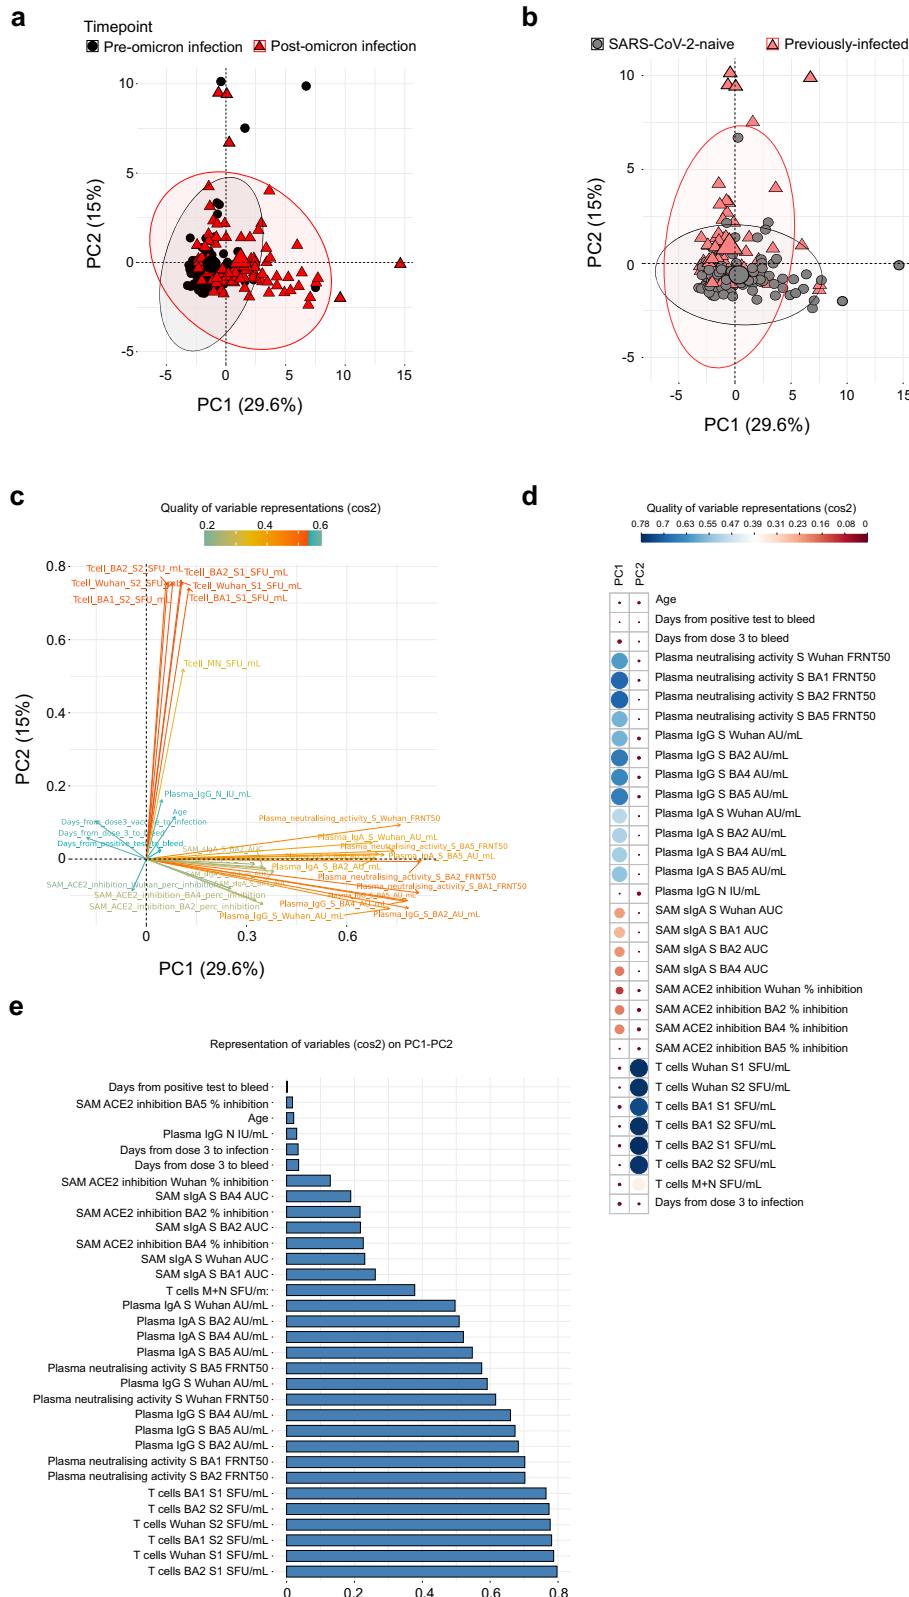 a
Timepoint
Pre-omicron infection
Post-omicron infection
10
5
0
-5
PC2 (15%)
-5
0
5
10
15
PC1 (29.6%)
b
SARS-CoV-2-naive
Previously-infected
10
5
0
-5
PC2 (15%)
-5
0
5
10
15
PC1 (29.6%)
c
Quality of variable representations (cos2)
0.2
0.4
0.6
0.8
0.6
0.4
0.2
0
PC2 (15%)
Tcell_BA2_S2_SFU_mL
Tcell_BA2_S1_SFU_mL
Tcell_Wuhan_S2_SFU_mL
Tcell_Wuhan_S1_SFU_mL
Tcell_BA1_S2_SFU_mL
Tcell_BA1_S1_SFU_mL
Tcell_MN_SFU_mL
Plasma_IgG_N_IU_mL
Age
Days_from_dose3_vaccine_to_infection
Days_from_dose_3_to_bleed
Days_from_positive_test_to_bleed
Plasma_neutralising_activity_S_Wuhan_FRNT50
Plasma_IgA_S_Wuhan_AU_mL
Plasma_neutralising_activity_S_BA5_FRNT50
SAM_sIgA_S_BA2_AUC
Plasma_IgA_S_BA5_AU_mL
Plasma_IgA_S_BA2_AU_mL
Plasma_neutralising_activity_S_BA2_FRNT50
SAM_ACE2_inhibition_Wuhan_perc_inhibition
Plasma_neutralising_activity_S_BA1_FRNT50
SAM_ACE2_inhibition_BA4_perc_inhibition
SAM_ACE2_inhibition_BA2_perc_inhibition
Plasma_IgG_S_BA4_AU_mL
Plasma_IgG_S_Wuhan_AU_mL
Plasma_IgG_S_BA2_AU_mL
0
0.3
0.6
PC1 (29.6%)
d
Quality of variable representations (cos2)
0.78 0.7 0.63 0.55 0.47 0.39 0.31 0.23 0.16 0.08 0
PC1
PC2
Age
Days from positive test to bleed
Days from dose 3 to bleed
Plasma neutralising activity S Wuhan FRNT50
Plasma neutralising activity S BA1 FRNT50
Plasma neutralising activity S BA2 FRNT50
Plasma neutralising activity S BA5 FRNT50
Plasma IgG S Wuhan AU/mL
Plasma IgG S BA2 AU/mL
Plasma IgG S BA4 AU/mL
Plasma IgG S BA5 AU/mL
Plasma IgA S Wuhan AU/mL
Plasma IgA S BA2 AU/mL
Plasma IgA S BA4 AU/mL
Plasma IgA S BA5 AU/mL
Plasma IgG N IU/mL
SAM sIgA S Wuhan AUC
SAM sIgA S BA1 AUC
SAM sIgA S BA2 AUC
SAM sIgA S BA4 AUC
SAM ACE2 inhibition Wuhan % inhibition
SAM ACE2 inhibition BA2 % inhibition
SAM ACE2 inhibition BA4 % inhibition
SAM ACE2 inhibition BA5 % inhibition
T cells Wuhan S1 SFU/mL
T cells Wuhan S2 SFU/mL
T cells BA1 S1 SFU/mL
T cells BA1 S2 SFU/mL
T cells BA2 S1 SFU/mL
T cells BA2 S2 SFU/mL
T cells M+N SFU/mL
Days from dose 3 to infection
e
Representation of variables (cos2) on PC1-PC2
Days from positive test to bleed
SAM ACE2 inhibition BA5 % inhibition
Age
Plasma IgG N IU/mL
Days from dose 3 to infection
Days from dose 3 to bleed
SAM ACE2 inhibition Wuhan % inhibition
SAM sIgA S BA4 AUC
SAM ACE2 inhibition BA2 % inhibition
SAM sIgA S BA2 AUC
SAM ACE2 inhibition BA4 % inhibition
SAM sIgA S Wuhan AUC
SAM sIgA S BA1 AUC
T cells M+N SFU/m:
Plasma IgA S Wuhan AU/mL
Plasma IgA S BA2 AU/mL
Plasma IgA S BA4 AU/mL
Plasma IgA S BA5 AU/mL
Plasma neutralising activity S BA5 FRNT50
Plasma IgG S Wuhan AU/mL
Plasma neutralising activity S Wuhan FRNT50
Plasma IgG S BA4 AU/mL
Plasma IgG S BA5 AU/mL
Plasma IgG S BA2 AU/mL
Plasma neutralising activity S BA1 FRNT50
Plasma neutralising activity S BA2 FRNT50
T cells BA1 S1 SFU/mL
T cells BA2 S2 SFU/mL
T cells Wuhan S2 SFU/mL
T cells BA1 S2 SFU/mL
T cells Wuhan S1 SFU/mL
T cells BA2 S1 SFU/mL
0
0.2
0.4
0.6
0.8